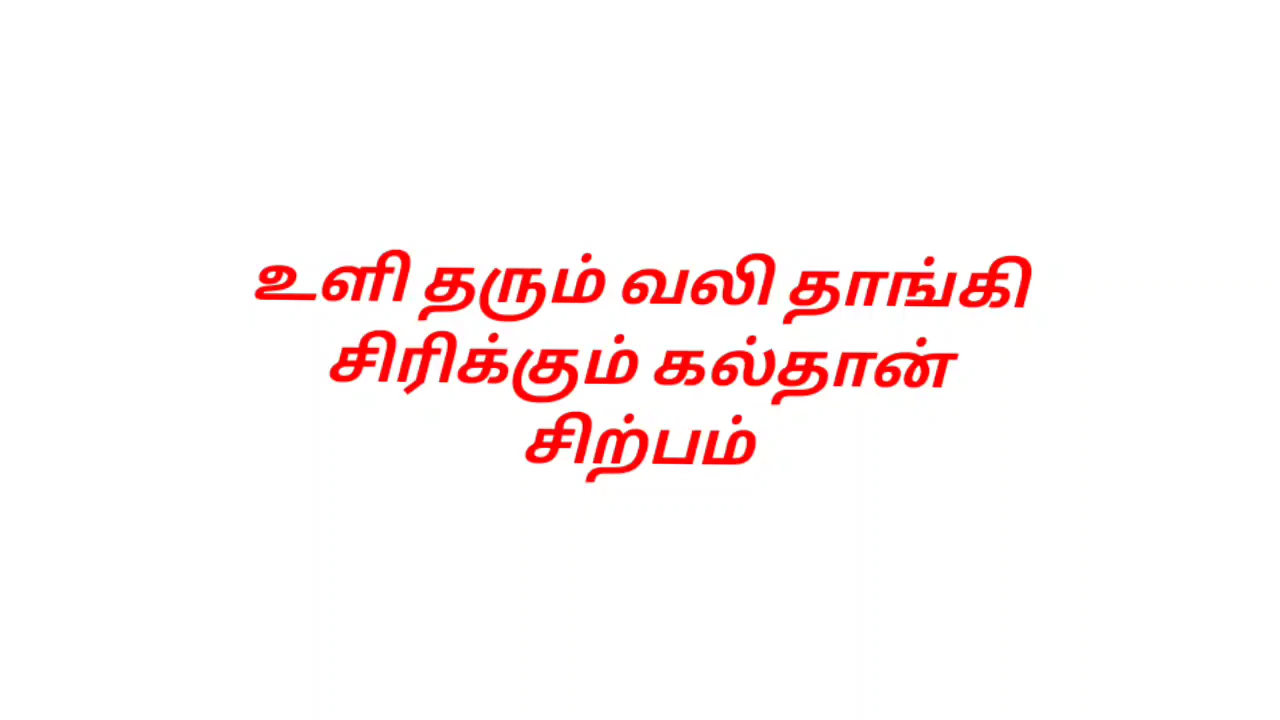 உளி தரும் வலி தாங்கி
சிரிக்கும் கல்தான்
சிற்பம்